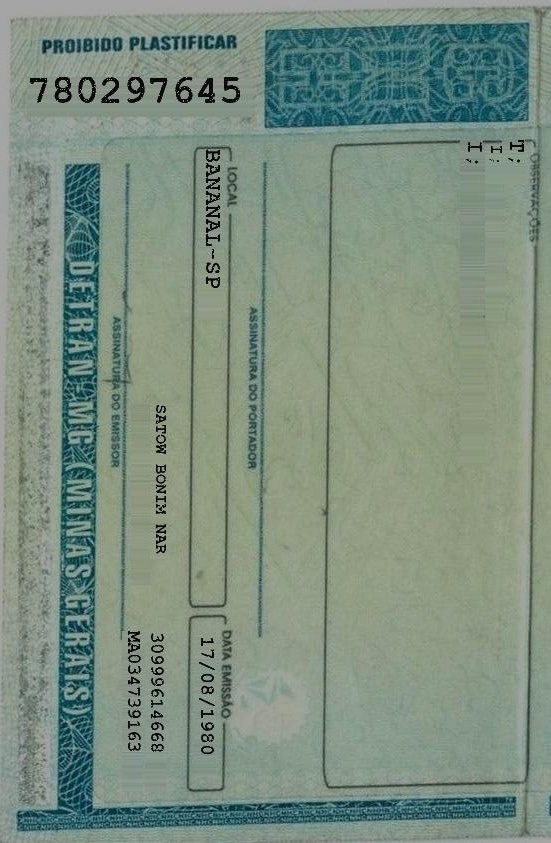 PROIBIDO PLASTIFICAR
780297645
OBSERVAÇÕES
T;
I;
I;
ASSINATURA DO PORTADOR
LOCAL
BANANAL-SP
DATA EMISSÃO
17/08/1980
SATOW BONIM NAR
30999614668
MA034739163
ASSINATURA DO EMISSOR
DETRAN-MG (MINAS GERAIS)